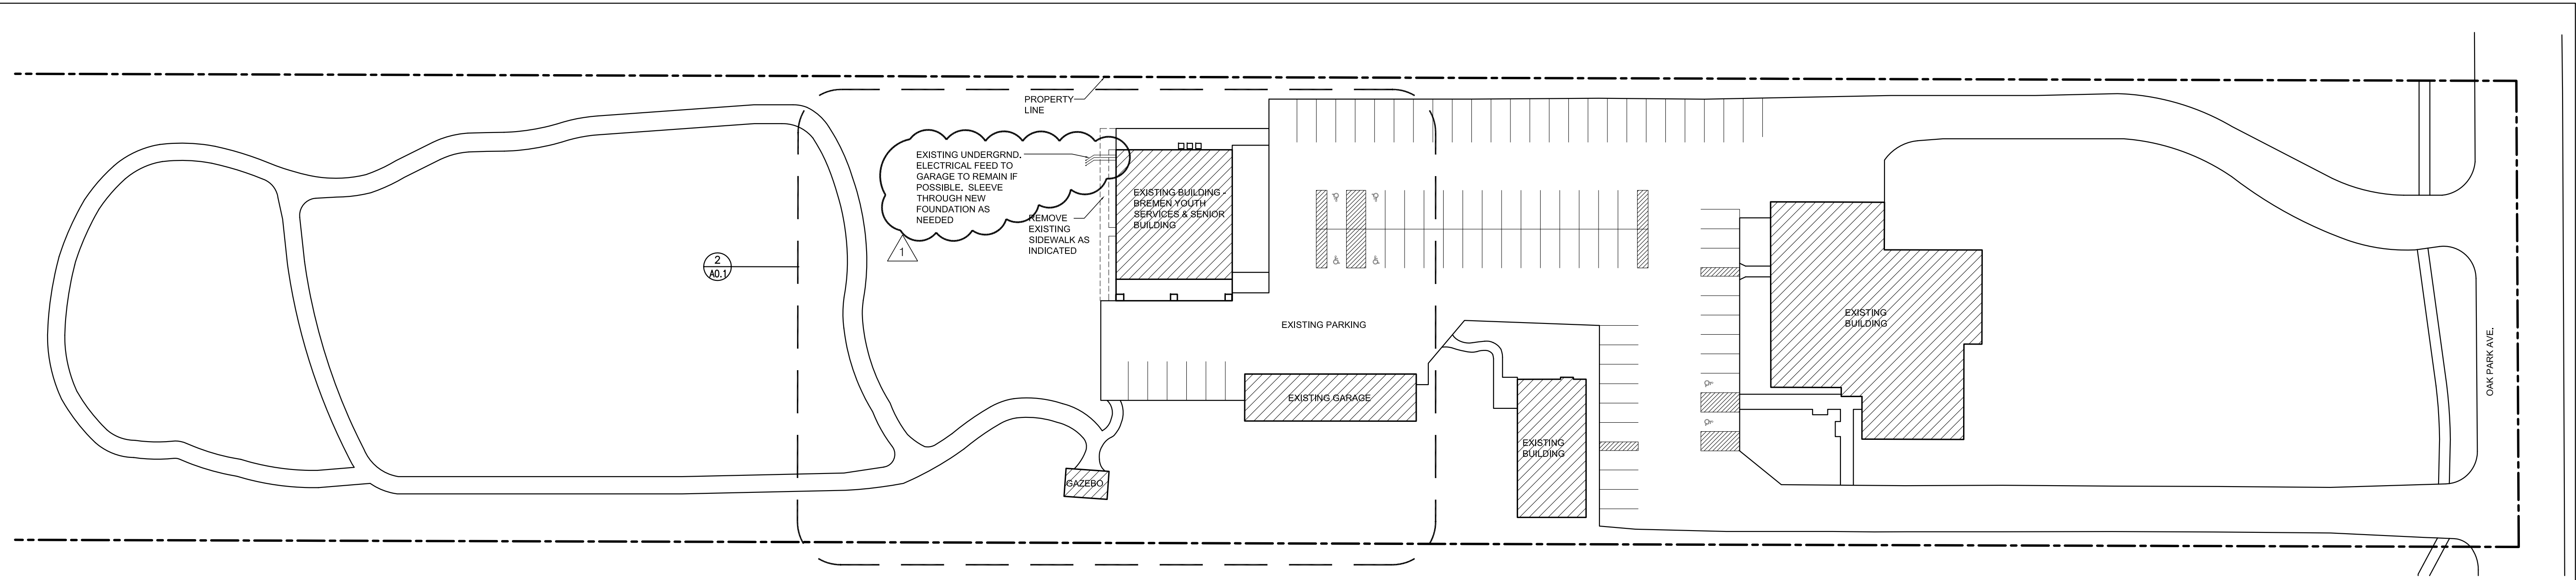 PROPERTY
LINE
EXISTING UNDERGRND.
ELECTRICAL FEED TO
GARAGE TO REMAIN IF
POSSIBLE. SLEEVE
THROUGH NEW
FOUNDATION AS
NEEDED
1
REMOVE
EXISTING
SIDEWALK AS
INDICATED
EXISTING BUILDING -
BREMEN YOUTH
SERVICES & SENIOR
BUILDING
2
A0.1
EXISTING PARKING
EXISTING GARAGE
GAZEBO
EXISTING
BUILDING
EXISTING
BUILDING
OAK PARK AVE.